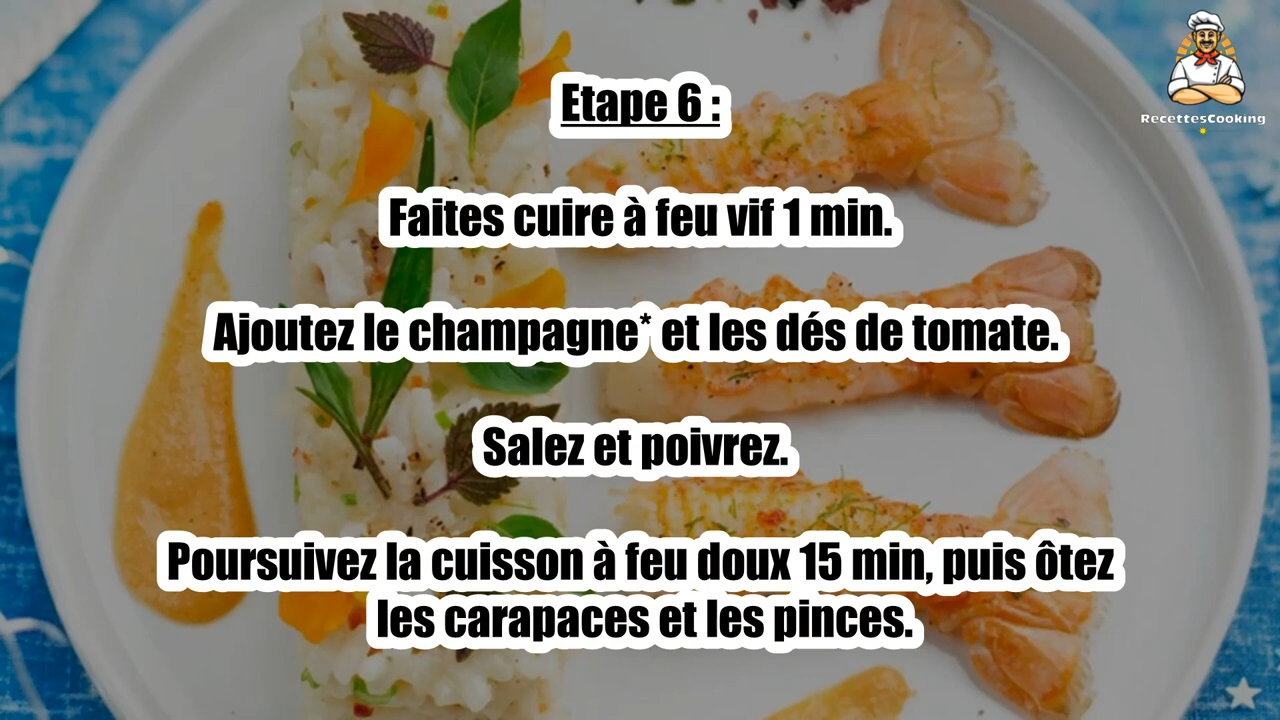 RecettesCooking
Etape 6 :
Faites cuire à feu vif 1 min.
Ajoutez le champagne* et les dés de tomate.
Salez et poivrez.
Poursuivez la cuisson à feu doux 15 min, puis ôtez
les carapaces et les pinces.